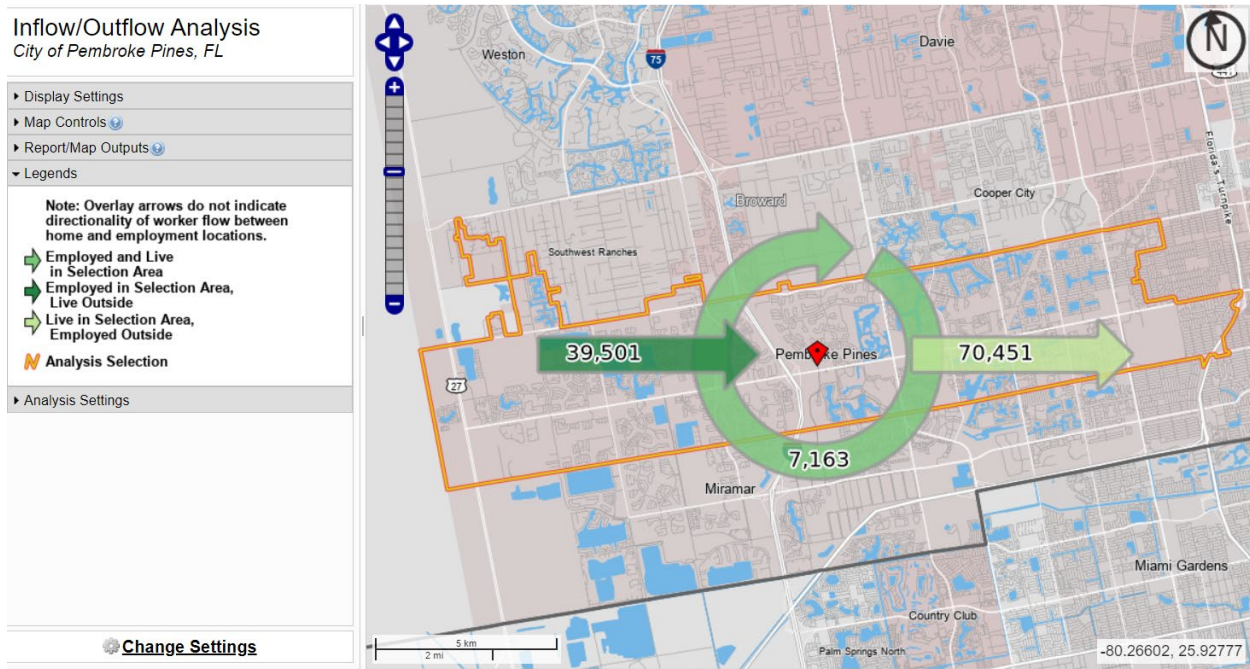 Inflow/Outflow Analysis
City of Pembroke Pines, FL
Display Settings
Map Controls
Report/Map Outputs
Legends
Note: Overlay arrows do not indicate
directionality of worker flow between
home and employment locations.
Employed and Live
in Selection Area
Employed in Selection Area,
Live Outside
Live in Selection Area,
Employed Outside
Analysis Selection
Analysis Settings
Change Settings
Weston
75
Davie
N
Florida's Turnpike
Cooper City
Broward
Southwest Ranches
39,501
Pembroke Pines
70,451
27
7,163
Miramar
Miami Gardens
Country Club
Palm Springs North
5 km
2 mi
-80.26602, 25.92777